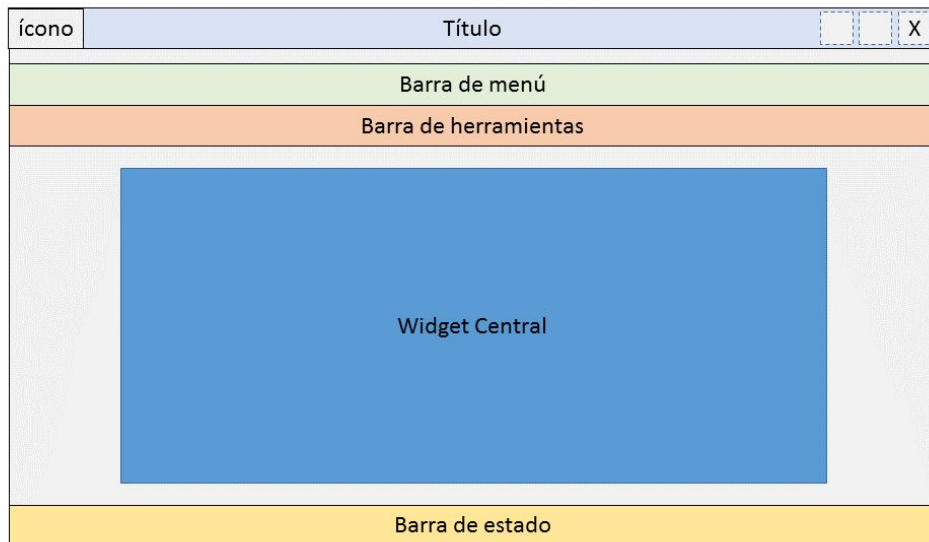 ícono
Título
X
Barra de menú
Barra de herramientas
Widget Central
Barra de estado